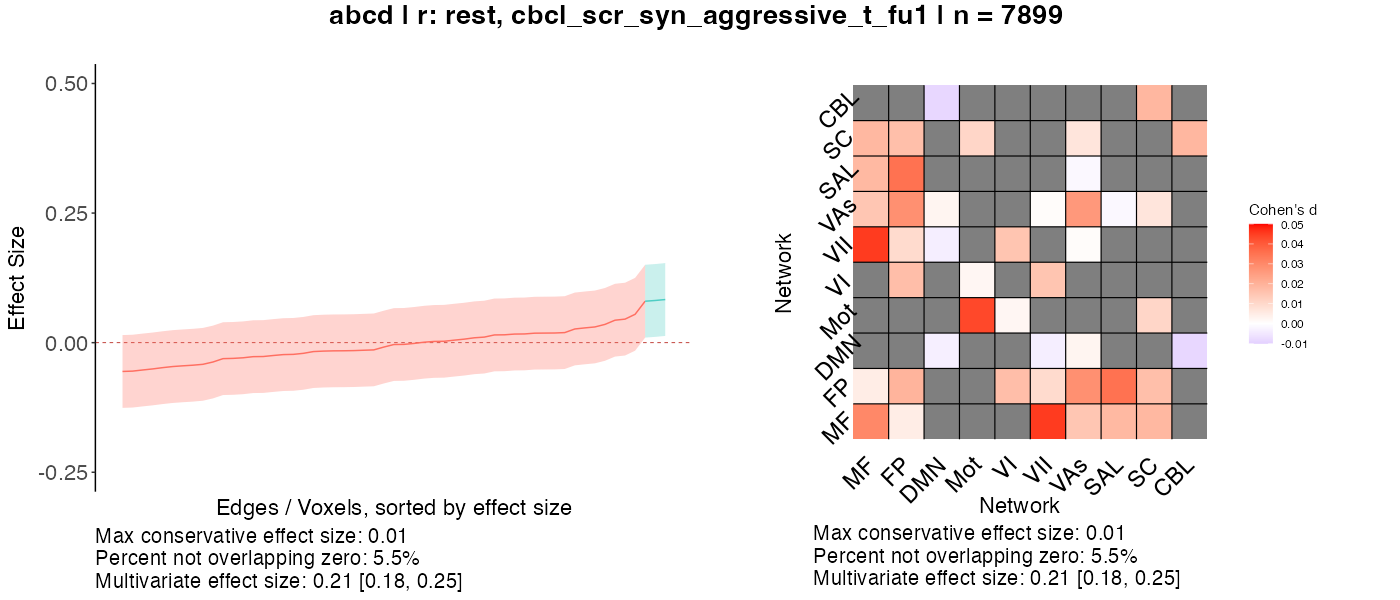 abcd | r: rest, cbcl_scr_syn_aggressive_t_fu1 | n = 7899
Effect Size
0.50
0.25
0.00
-0.25
Edges / Voxels, sorted by effect size
Max conservative effect size: 0.01
Percent not overlapping zero: 5.5%
Multivariate effect size: 0.21 [0.18, 0.25]
Network
CBL
SC
SAL
VAs
VII
VI
Mot
DMN
FP
MF
MF FP DMN Mot VI VII VAs SAL SC CBL
Network
Max conservative effect size: 0.01
Percent not overlapping zero: 5.5%
Multivariate effect size: 0.21 [0.18, 0.25]
Cohen's d
0.05
0.04
0.03
0.02
0.01
0.00
-0.01